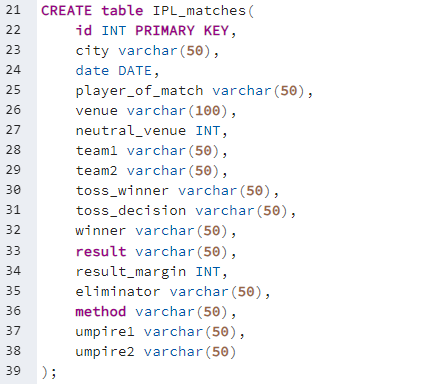 21 CREATE table IPL_matches(
22 id INT PRIMARY KEY,
23 city varchar(50),
24 date DATE,
25 player_of_match varchar(50),
26 venue varchar(100),
27 neutral_venue INT,
28 team1 varchar(50),
29 team2 varchar(50),
30 toss_winner varchar(50),
31 toss_decision varchar(50),
32 winner varchar(50),
33 result varchar(50),
34 result_margin INT,
35 eliminator varchar(50),
36 method varchar(50),
37 umpire1 varchar(50),
38 umpire2 varchar(50)
39 );